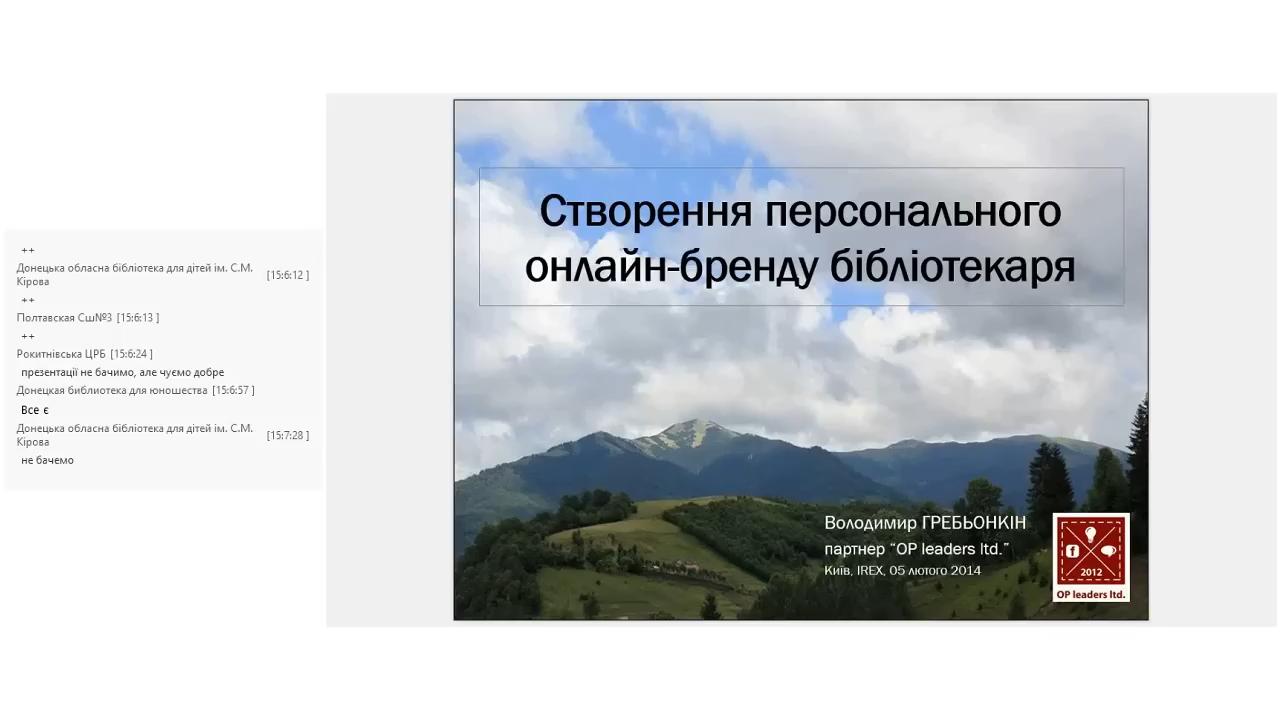 ++
Донецька обласна бібліотека для дітей ім. С.М. Кірова [15:6:12 ]
++
Полтавская Сш№3 [15:6:13 ]
++
Рокитнівська ЦРБ [15:6:24 ]
презентації не бачимо, але чуємо добре
Донецкая библиотека для юношества [15:6:57 ]
Все є
Донецька обласна бібліотека для дітей ім. С.М. Кірова [15:7:28 ]
не бачемо
Створення персонального
онлайн-бренду бібліотекаря
Володимир ГРЕБЬОНКІН
партнер “OP leaders ltd.”
Київ, IREX, 05 лютого 2014
f
2012
OP leaders ltd.